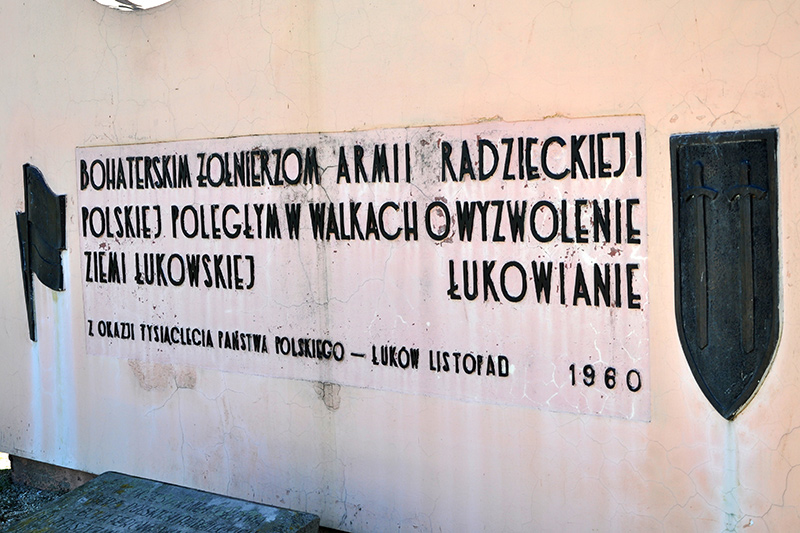 BOHATERSKIM ŻOŁNIERZOM ARMII RADZIECKIEJ I
POLSKIEJ POLEGŁYM W WALKACH O WYZWOLENIE
ZIEMI ŁUKOWSKIEJ ŁUKOWIANIE
Z OKAZJI TYSIĄCLECIA PAŃSTWA POLSKIEGO — ŁUKÓW LISTOPAD 1960